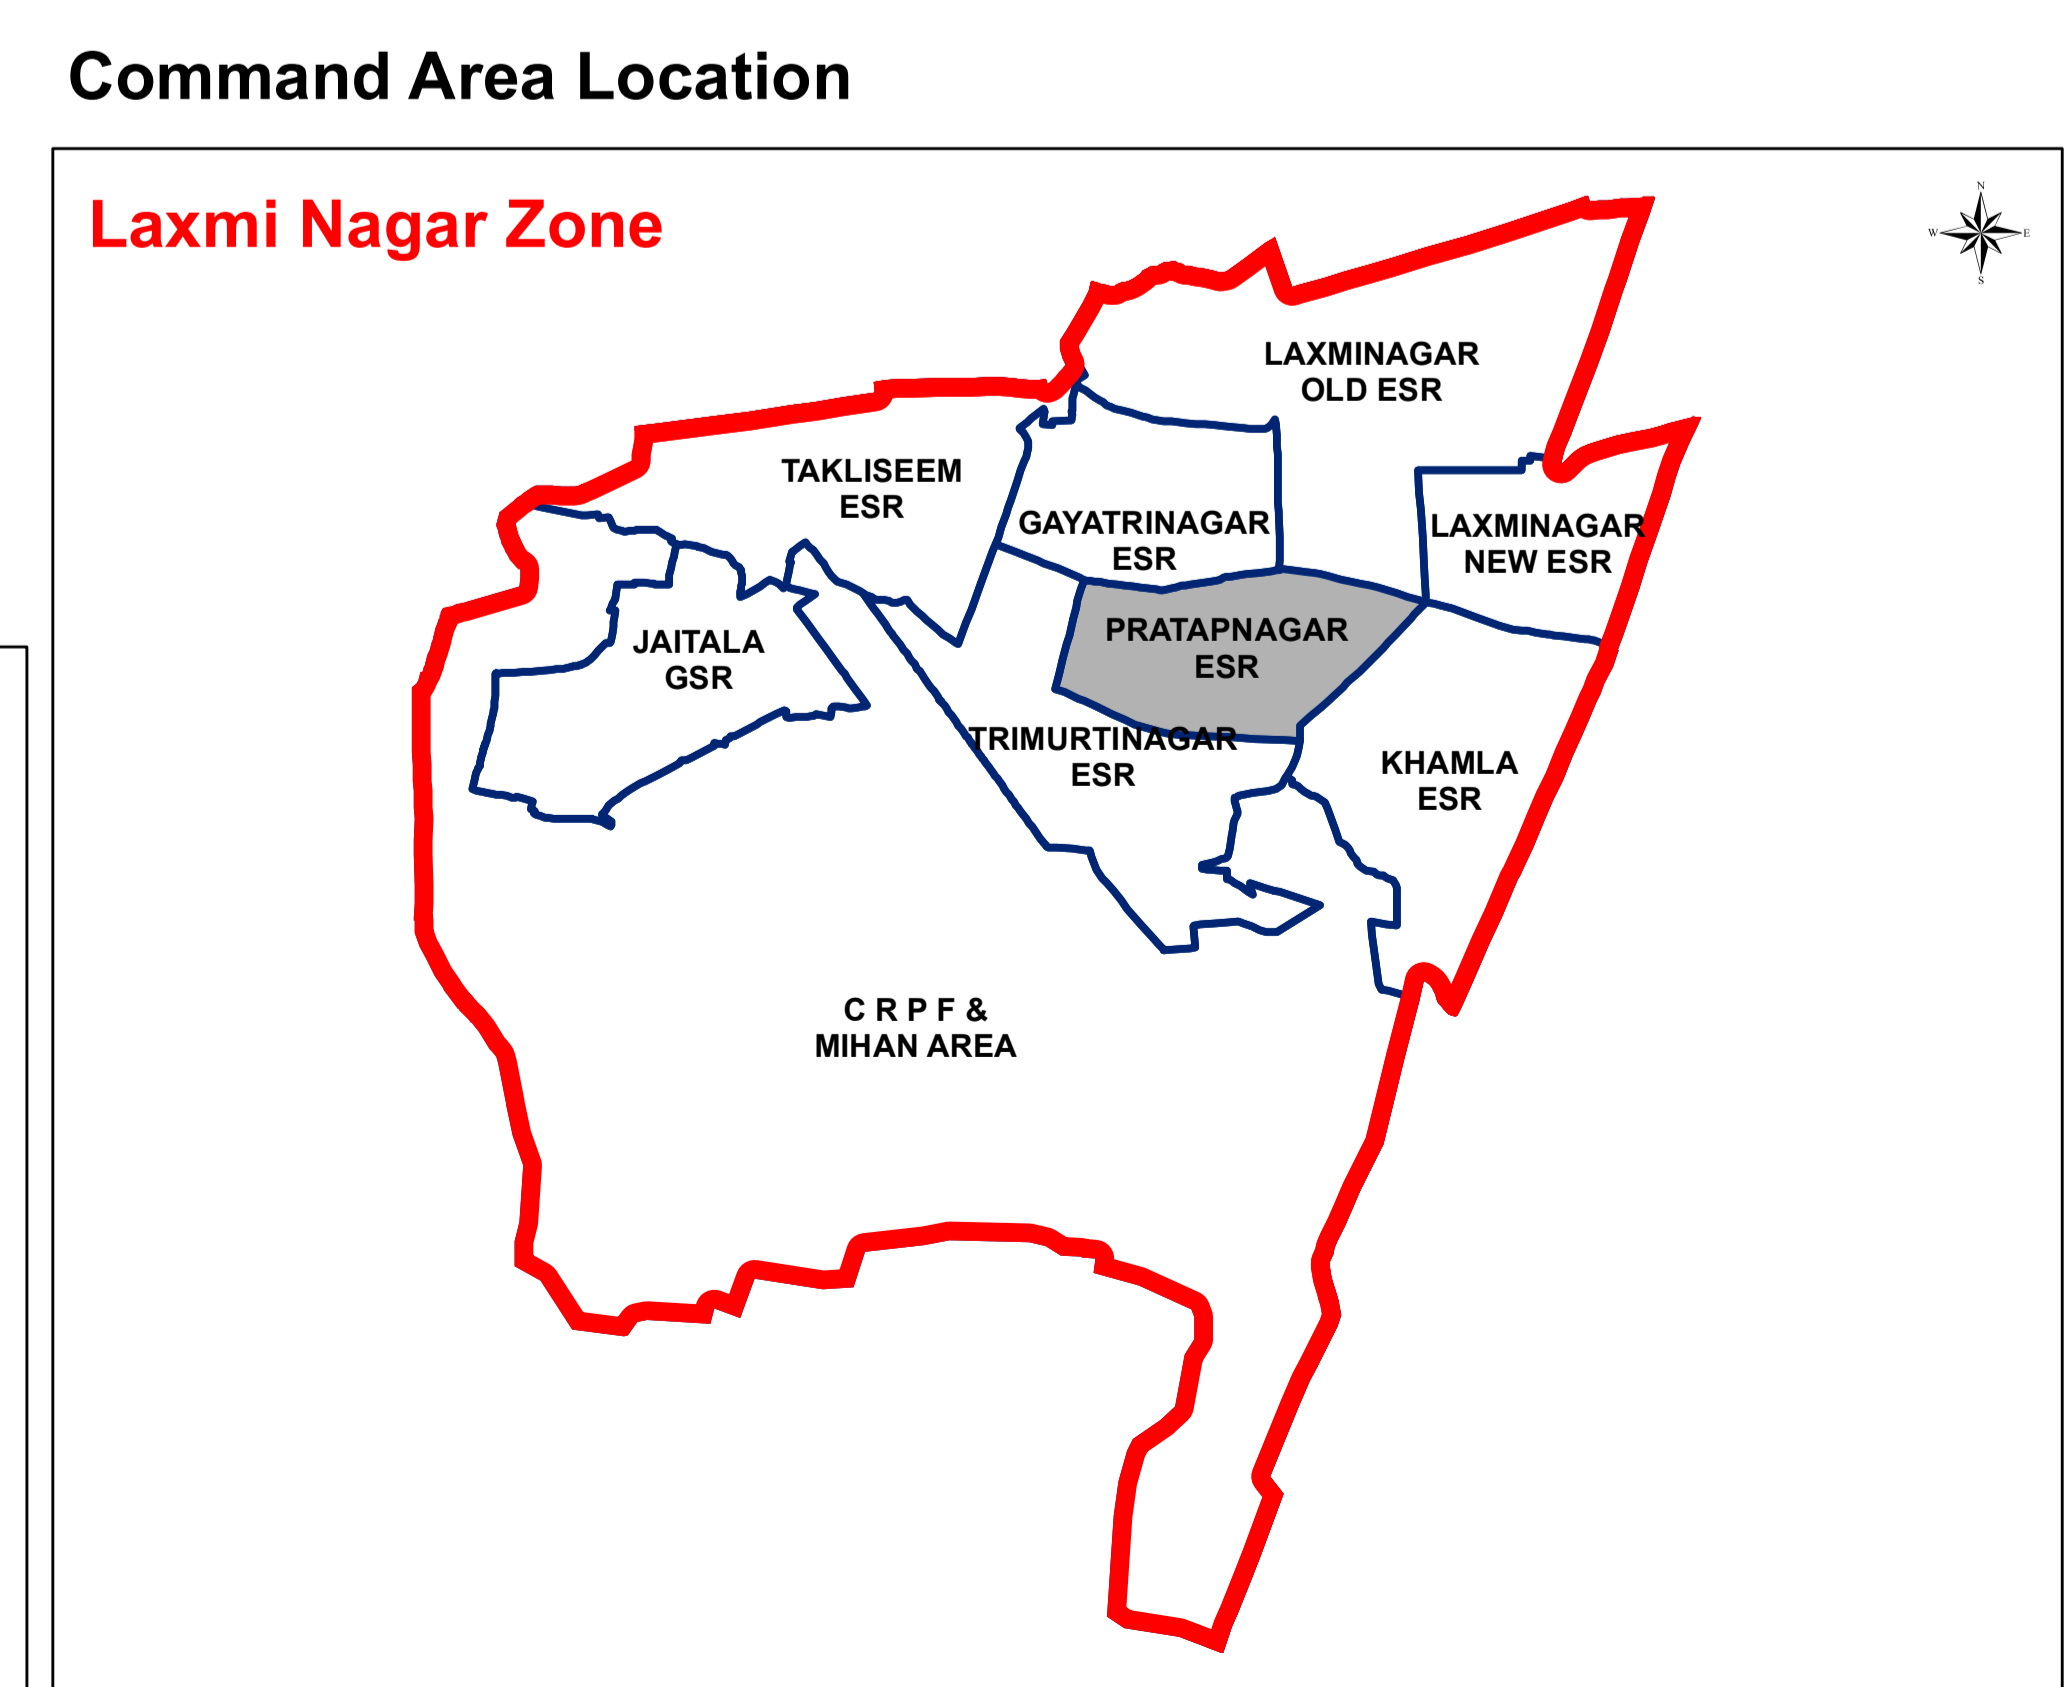 Command Area Location
Laxmi Nagar Zone
N
W
E
S
LAXMINAGAR
OLD ESR
TAKLISEEM
ESR
GAYATRINAGAR
ESR
LAXMINAGAR
NEW ESR
JAITALA
GSR
PRATAPNAGAR
ESR
TRIMURTINAGAR
ESR
KHAMLA
ESR
C R P F &
MIHAN AREA